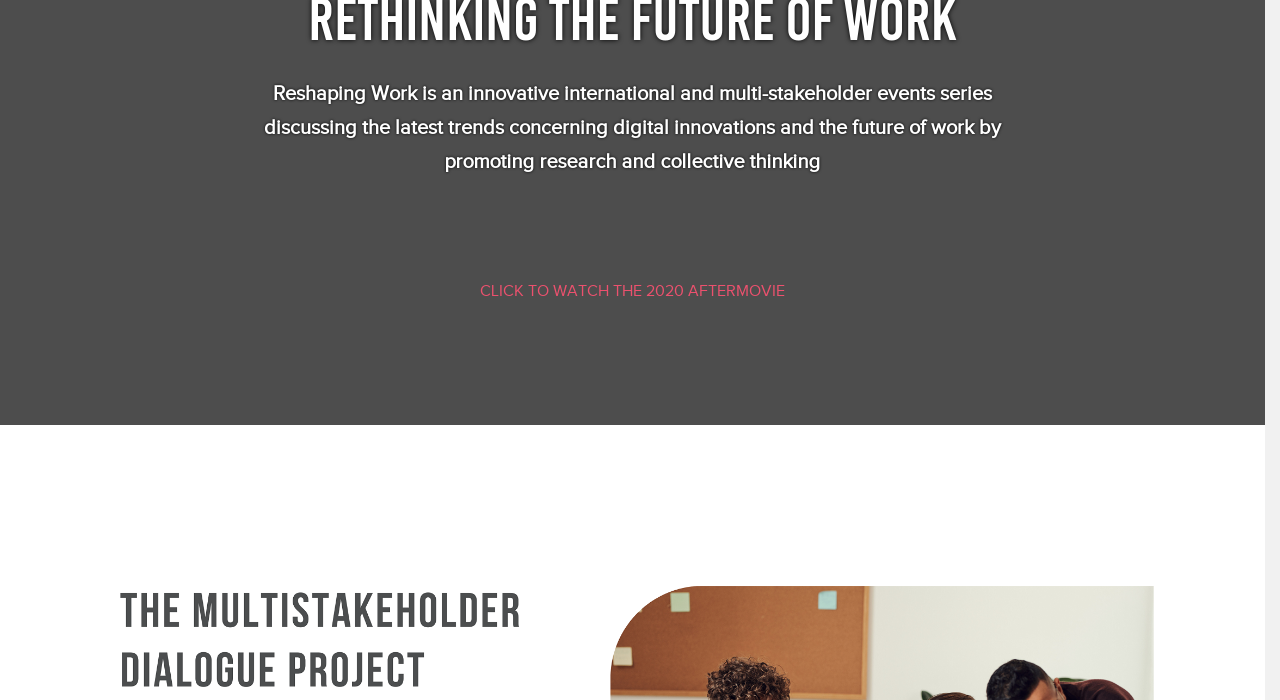 RETHINKING THE FUTURE OF WORK
Reshaping Work is an innovative international and multi-stakeholder events series
discussing the latest trends concerning digital innovations and the future of work by
promoting research and collective thinking
CLICK TO WATCH THE 2020 AFTERMOVIE
THE MULTISTAKEHOLDER
DIALOGUE PROJECT